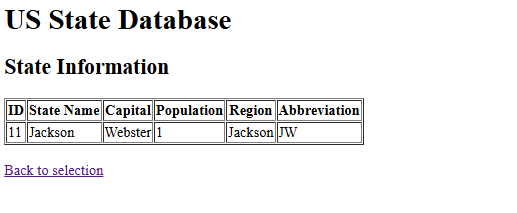 US State Database
State Information
ID State Name Capital Population Region Abbreviation
11 Jackson Webster 1 Jackson JW
Back to selection